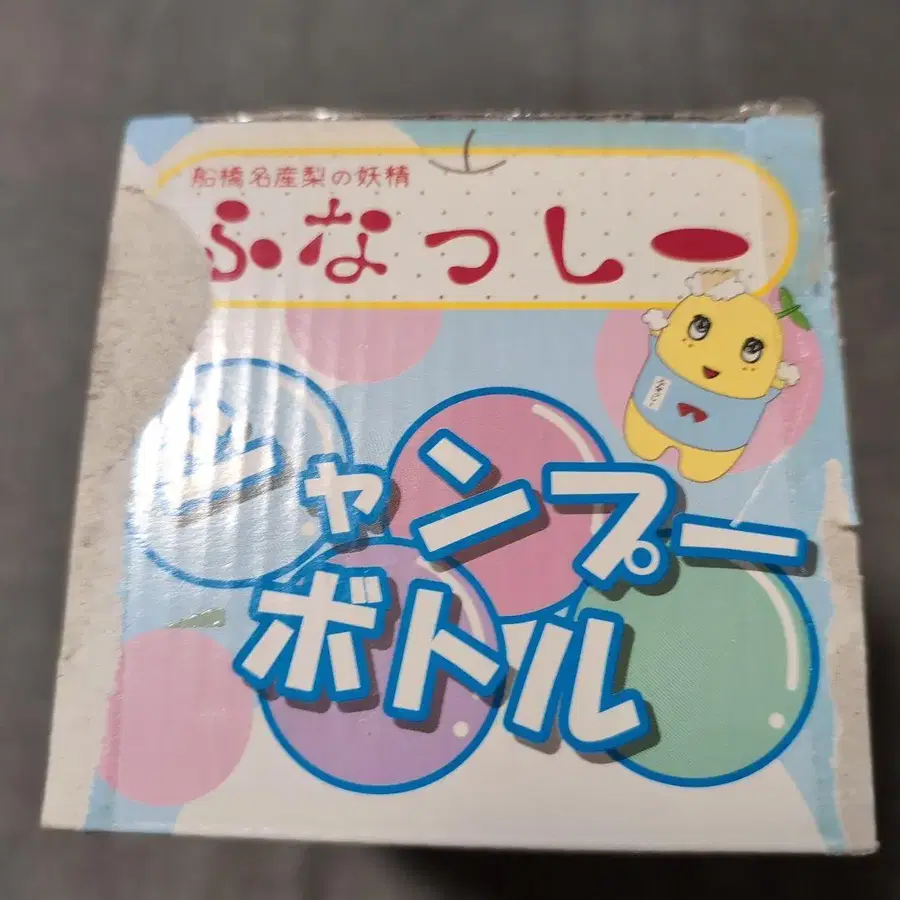 船橋名産梨の妖精
ふなっしー
シャンプー
ボトル